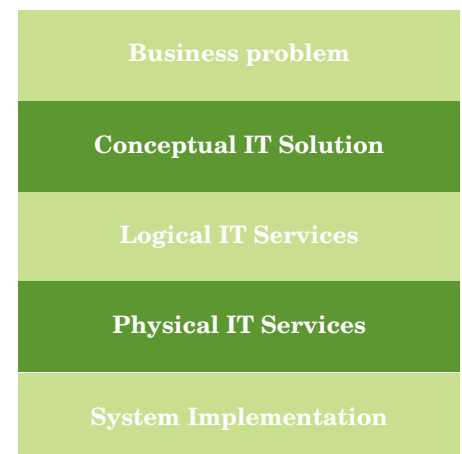 Business problem
Conceptual IT Solution
Logical IT Services
Physical IT Services
System Implementation